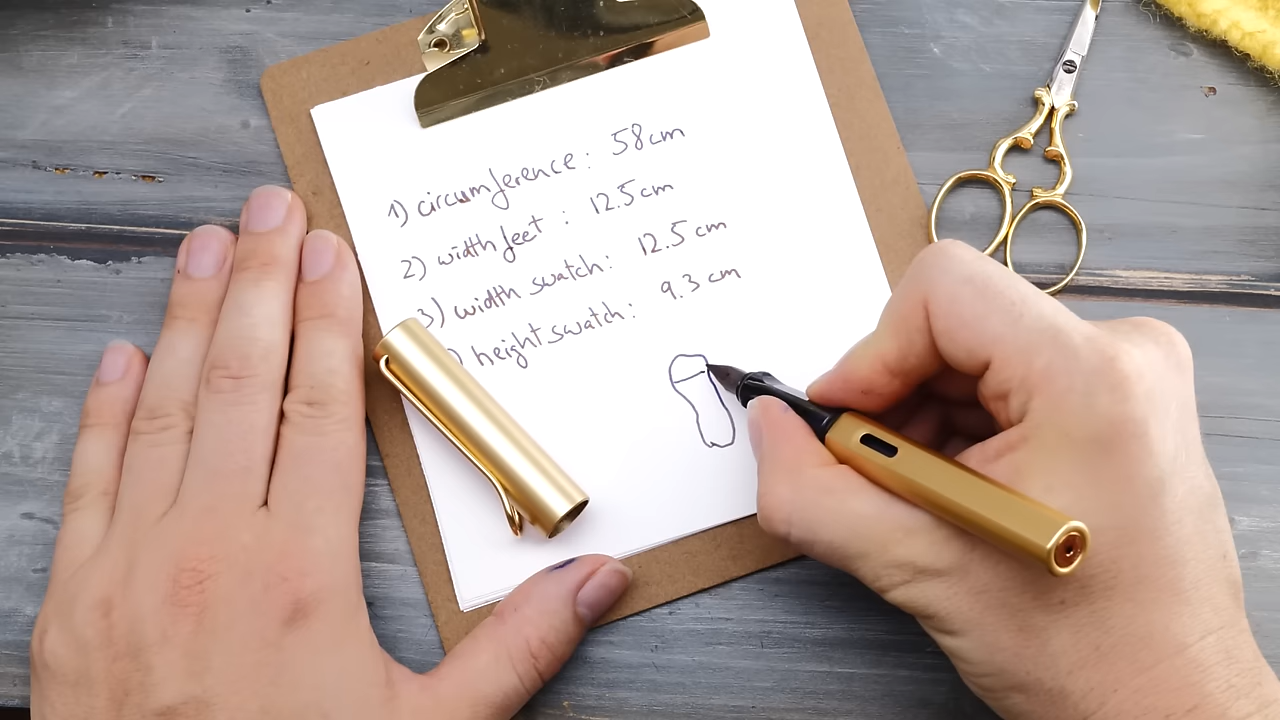 1) circumference: 58 cm
2) width feet : 12.5 cm
3) width swatch: 12.5 cm
) height swatch: 9.3 cm